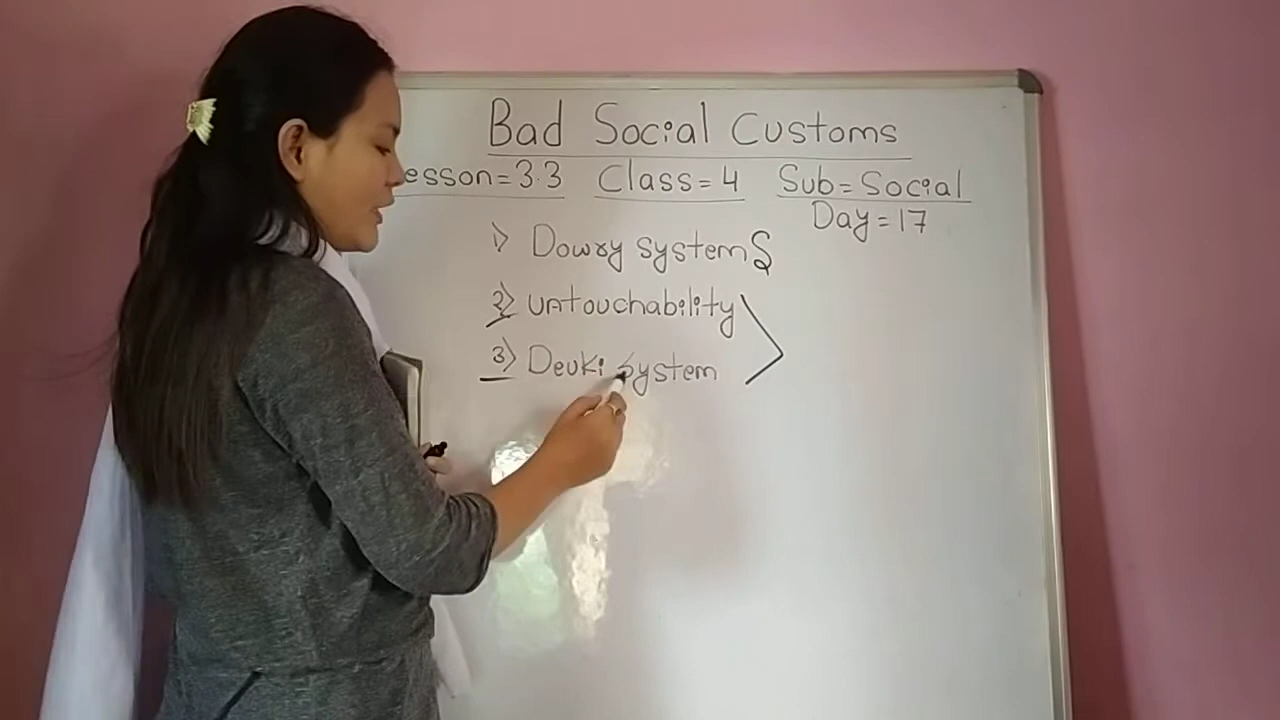 Bad Social Customs
esson=3.3 Class=4 Sub=Social
Day=17
1) Dowry system
2) Untouchability
3) Deuki system